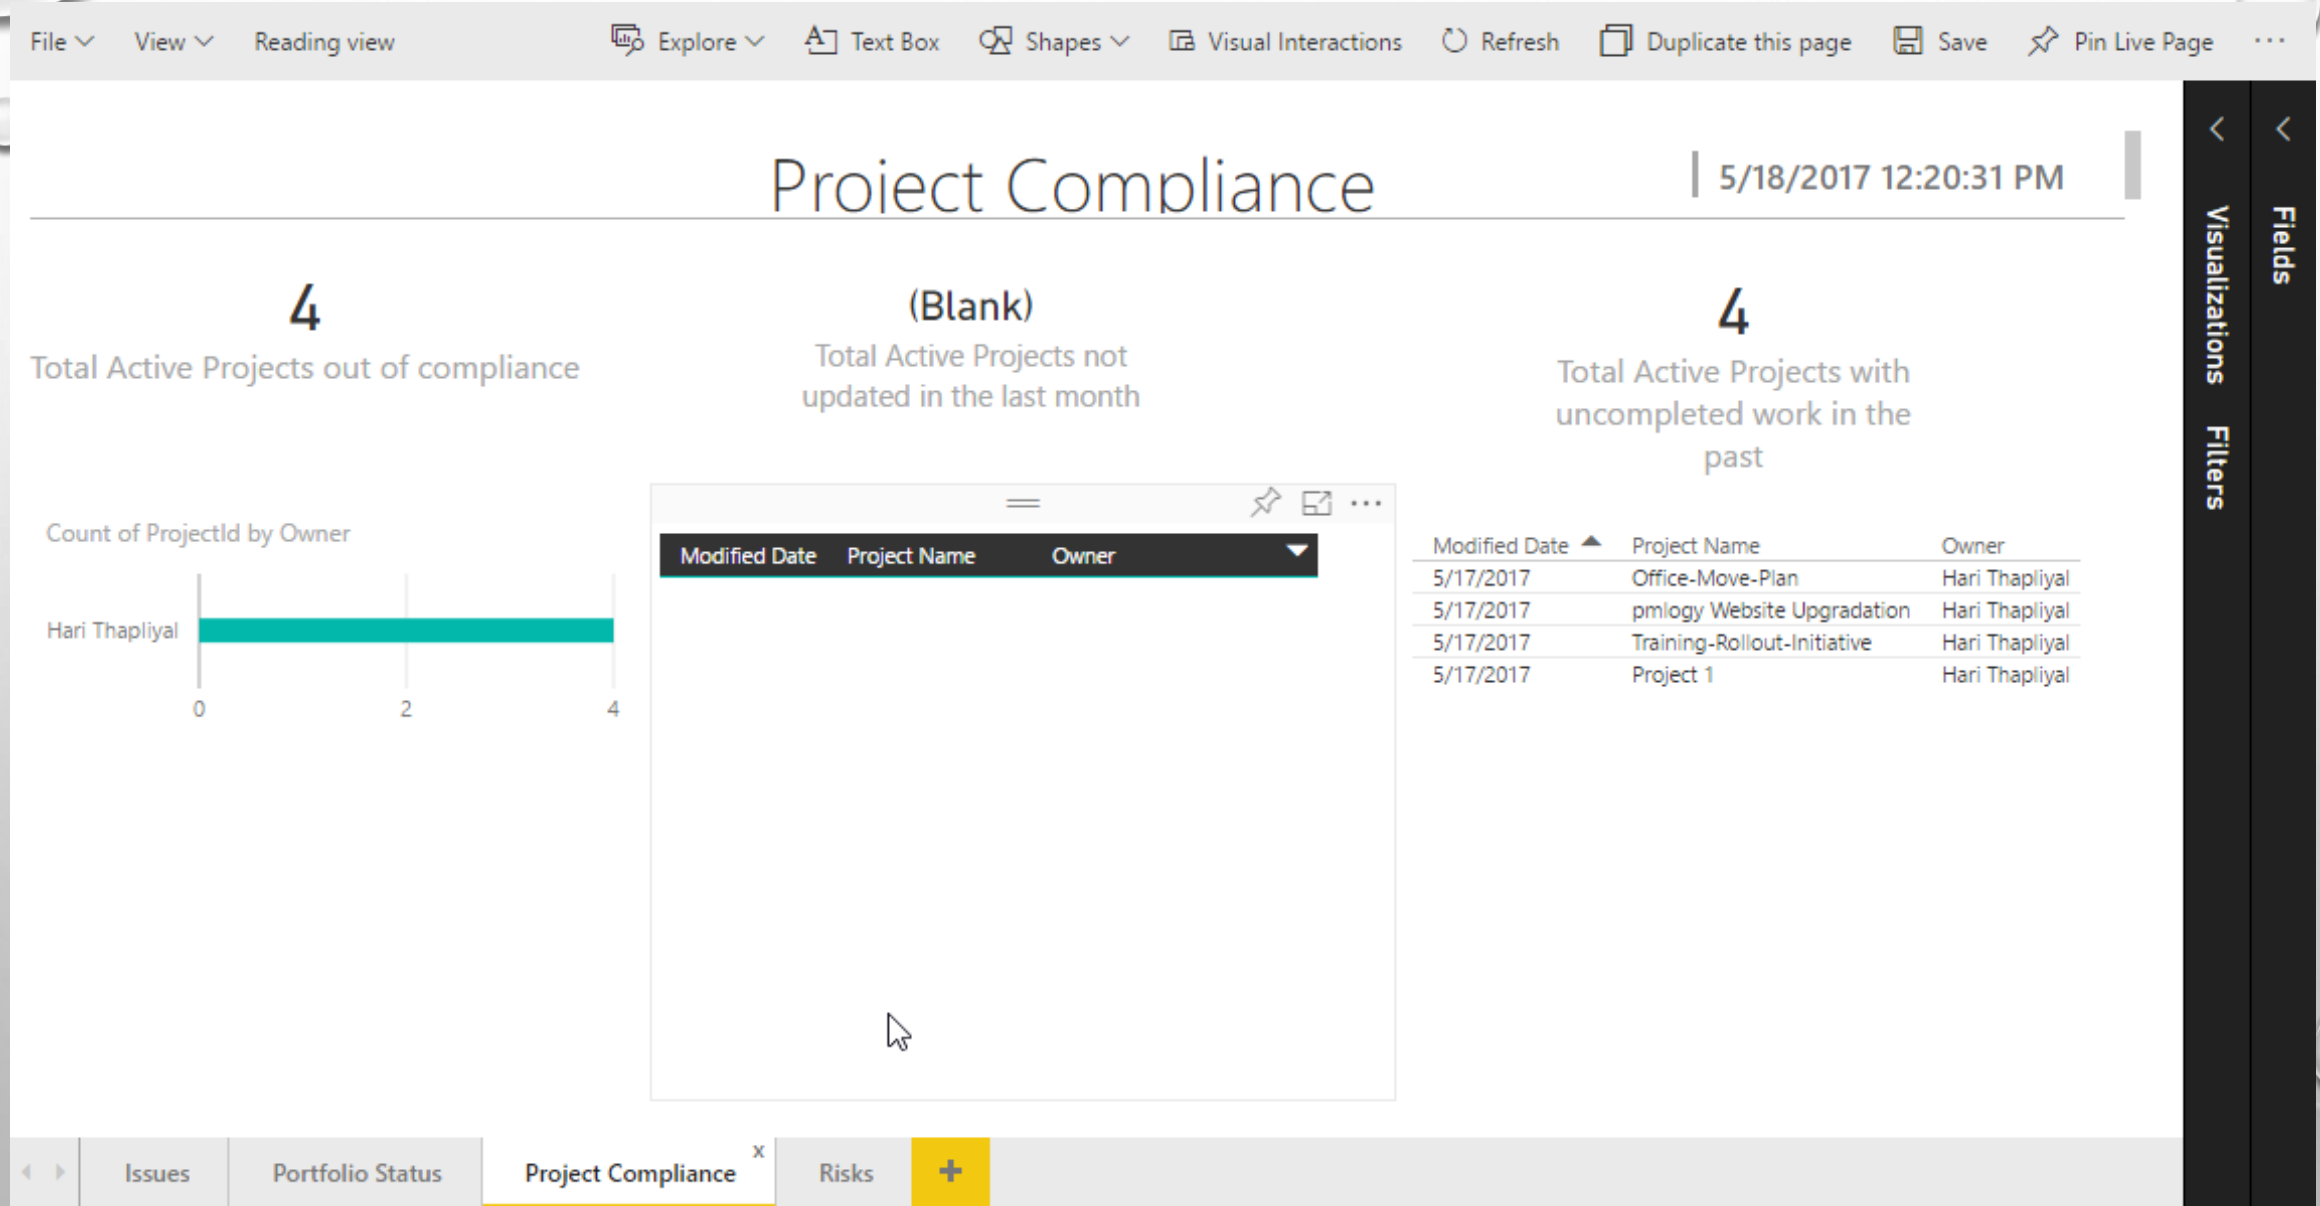 File View Reading view Explore Text Box Shapes Visual Interactions Refresh Duplicate this page Save Pin Live Page ...
Project Compliance
5/18/2017 12:20:31 PM
4
Total Active Projects out of compliance
(Blank)
Total Active Projects not
updated in the last month
4
Total Active Projects with
uncompleted work in the
past
Count of ProjectId by Owner
Hari Thapliyal
0 2 4
Modified Date Project Name Owner
Modified Date Project Name Owner
5/17/2017 Office-Move-Plan Hari Thapliyal
5/17/2017 pmlogy Website Upgradation Hari Thapliyal
5/17/2017 Training-Rollout-Initiative Hari Thapliyal
5/17/2017 Project 1 Hari Thapliyal
Visualizations Filters
Fields
Issues Portfolio Status Project Compliance x Risks +